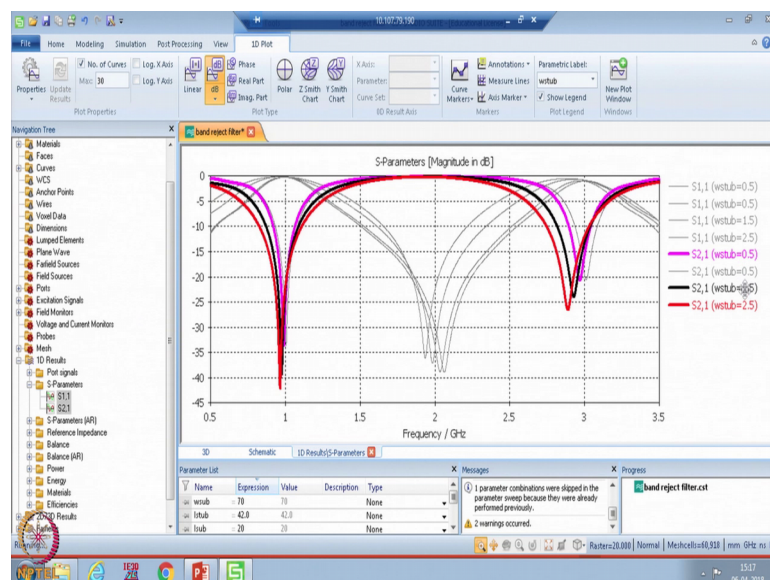 10.107.79.190
File Home Modeling Simulation Post Processing View 1D Plot
Properties Update Results
No. of Curves
Max: 30
Log. X Axis
Log. Y Axis
Plot Properties
Linear dB
Phase
Real Part
Imag. Part
Polar Z Smith Chart Y Smith Chart
Plot Type
X Axis:
Parameter:
Curve Set:
0D Result Axis
Curve Markers
Annotations
Measure Lines
Axis Marker
Markers
Parametric Label:
wstub
Show Legend
Plot Legend
New Plot Window
Windows
Navigation Tree
Materials
Faces
Curves
WCS
Anchor Points
Wires
Voxel Data
Dimensions
Lumped Elements
Plane Wave
Farfield Sources
Field Sources
Ports
Excitation Signals
Field Monitors
Voltage and Current Monitors
Probes
Mesh
1D Results
Port signals
S-Parameters
S1,1
S2,1
S-Parameters (AR)
Reference Impedance
Balance
Balance (AR)
Power
Energy
Materials
Efficiencies
2D/3D Results
band reject filter*
S-Parameters [Magnitude in dB]
0
-5
-10
-15
-20
-25
-30
-35
-40
-45
0.5 1 1.5 2 2.5 3 3.5
Frequency / GHz
S1,1 (wstub=0.5)
S1,1 (wstub=0.5)
S1,1 (wstub=1.5)
S1,1 (wstub=2.5)
S2,1 (wstub=0.5)
S2,1 (wstub=0.5)
S2,1 (wstub=
S2,1 (wstub=2.5)
3D Schematic 1D Results\S-Parameters
Parameter List
Name Expression Value Description Type
wsub = 70 70 None
lstub = 42.0 42.0 None
lsub = 20 20 None
Messages
1 parameter combinations were skipped in the
parameter sweep because they were already
performed previously.
2 warnings occurred.
Progress
band reject filter.cst
Raster=20.000 Normal Meshcells=60,918 mm GHz ns
NPTEL
IE3D
15:17